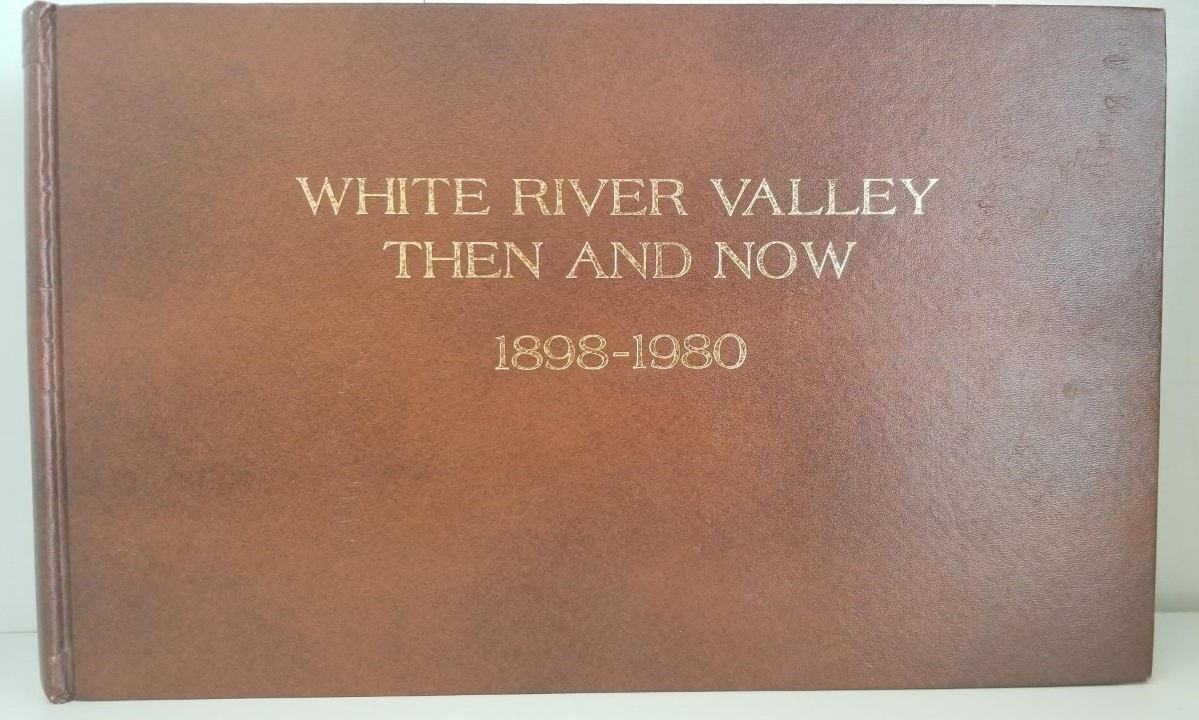 WHITE RIVER VALLEY
THEN AND NOW
1898-1980